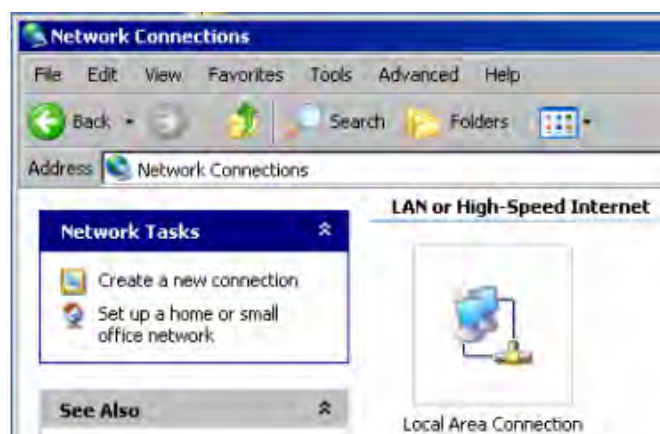 Network Connections
File Edit View Favorites Tools Advanced Help
Back Search Folders
Address Network Connections
Network Tasks
Create a new connection
Set up a home or small
office network
See Also
LAN or High-Speed Internet
Local Area Connection